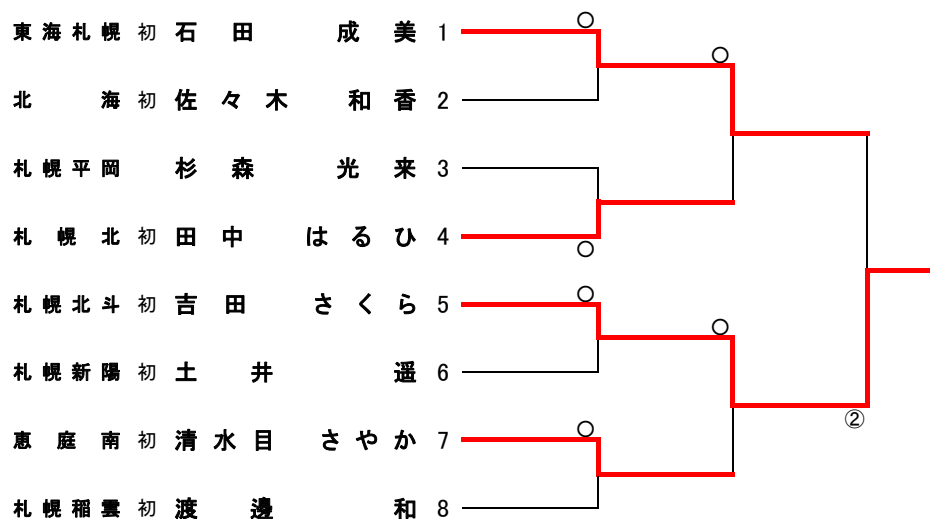 東海札幌 初 石田 成美 1
北海 初 佐々木 和香 2
札幌平岡 杉森 光来 3
札幌北 初 田中 はるひ 4
札幌北斗 初 吉田 さくら 5
札幌新陽 初 土井 遥 6
恵庭南 初 清水目 さやか 7
札幌稲雲 初 渡邊 和 8
②